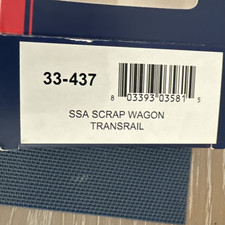 33-437
8 03393 03581 5
SSA SCRAP WAGON
TRANSRAIL